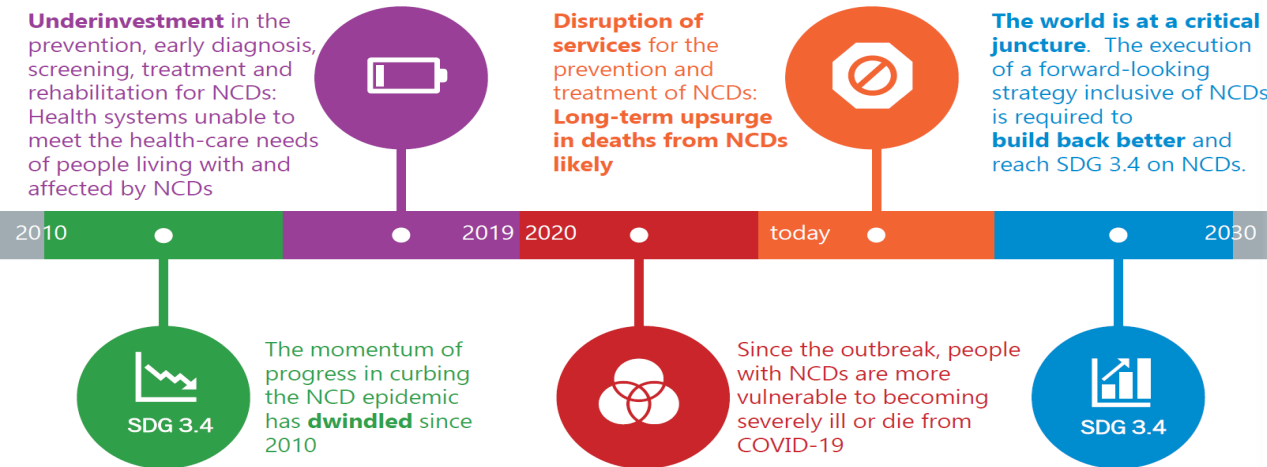 Underinvestment in the
prevention, early diagnosis,
screening, treatment and
rehabilitation for NCDs:
Health systems unable to
meet the health-care needs
of people living with and
affected by NCDs
Disruption of
services for the
prevention and
treatment of NCDs:
Long-term upsurge
in deaths from NCDs
likely
The world is at a critical
juncture. The execution
of a forward-looking
strategy inclusive of NCDs
is required to
build back better and
reach SDG 3.4 on NCDs.
2010
2019
2020
today
2030
SDG 3.4
The momentum of
progress in curbing
the NCD epidemic
has dwindled since
2010
Since the outbreak, people
with NCDs are more
vulnerable to becoming
severely ill or die from
COVID-19
SDG 3.4